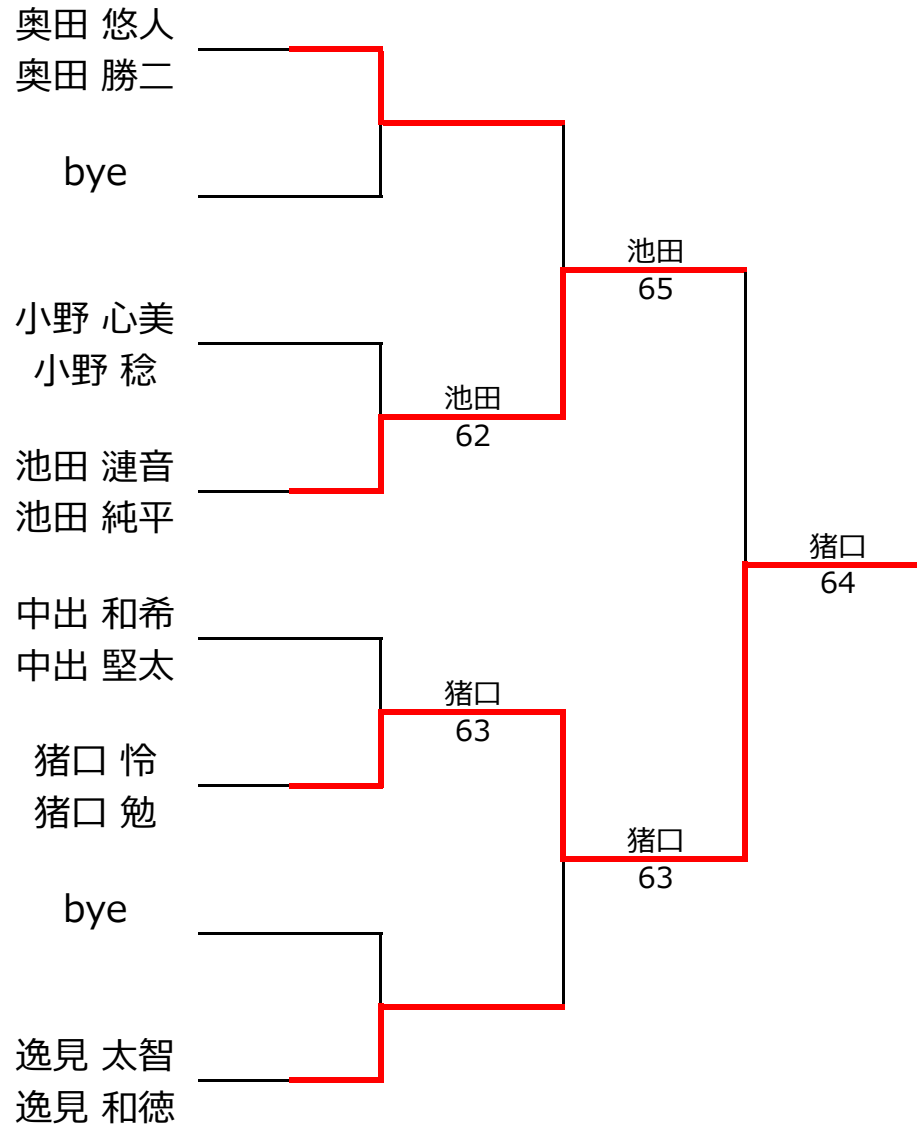 奥田 悠人
奥田 勝二
bye
池田
65
小野 心美
小野 稔
池田
62
池田 漣音
池田 純平
猪口
64
中出 和希
中出 堅太
猪口
63
猪口 怜
猪口 勉
猪口
63
bye
逸見 太智
逸見 和徳